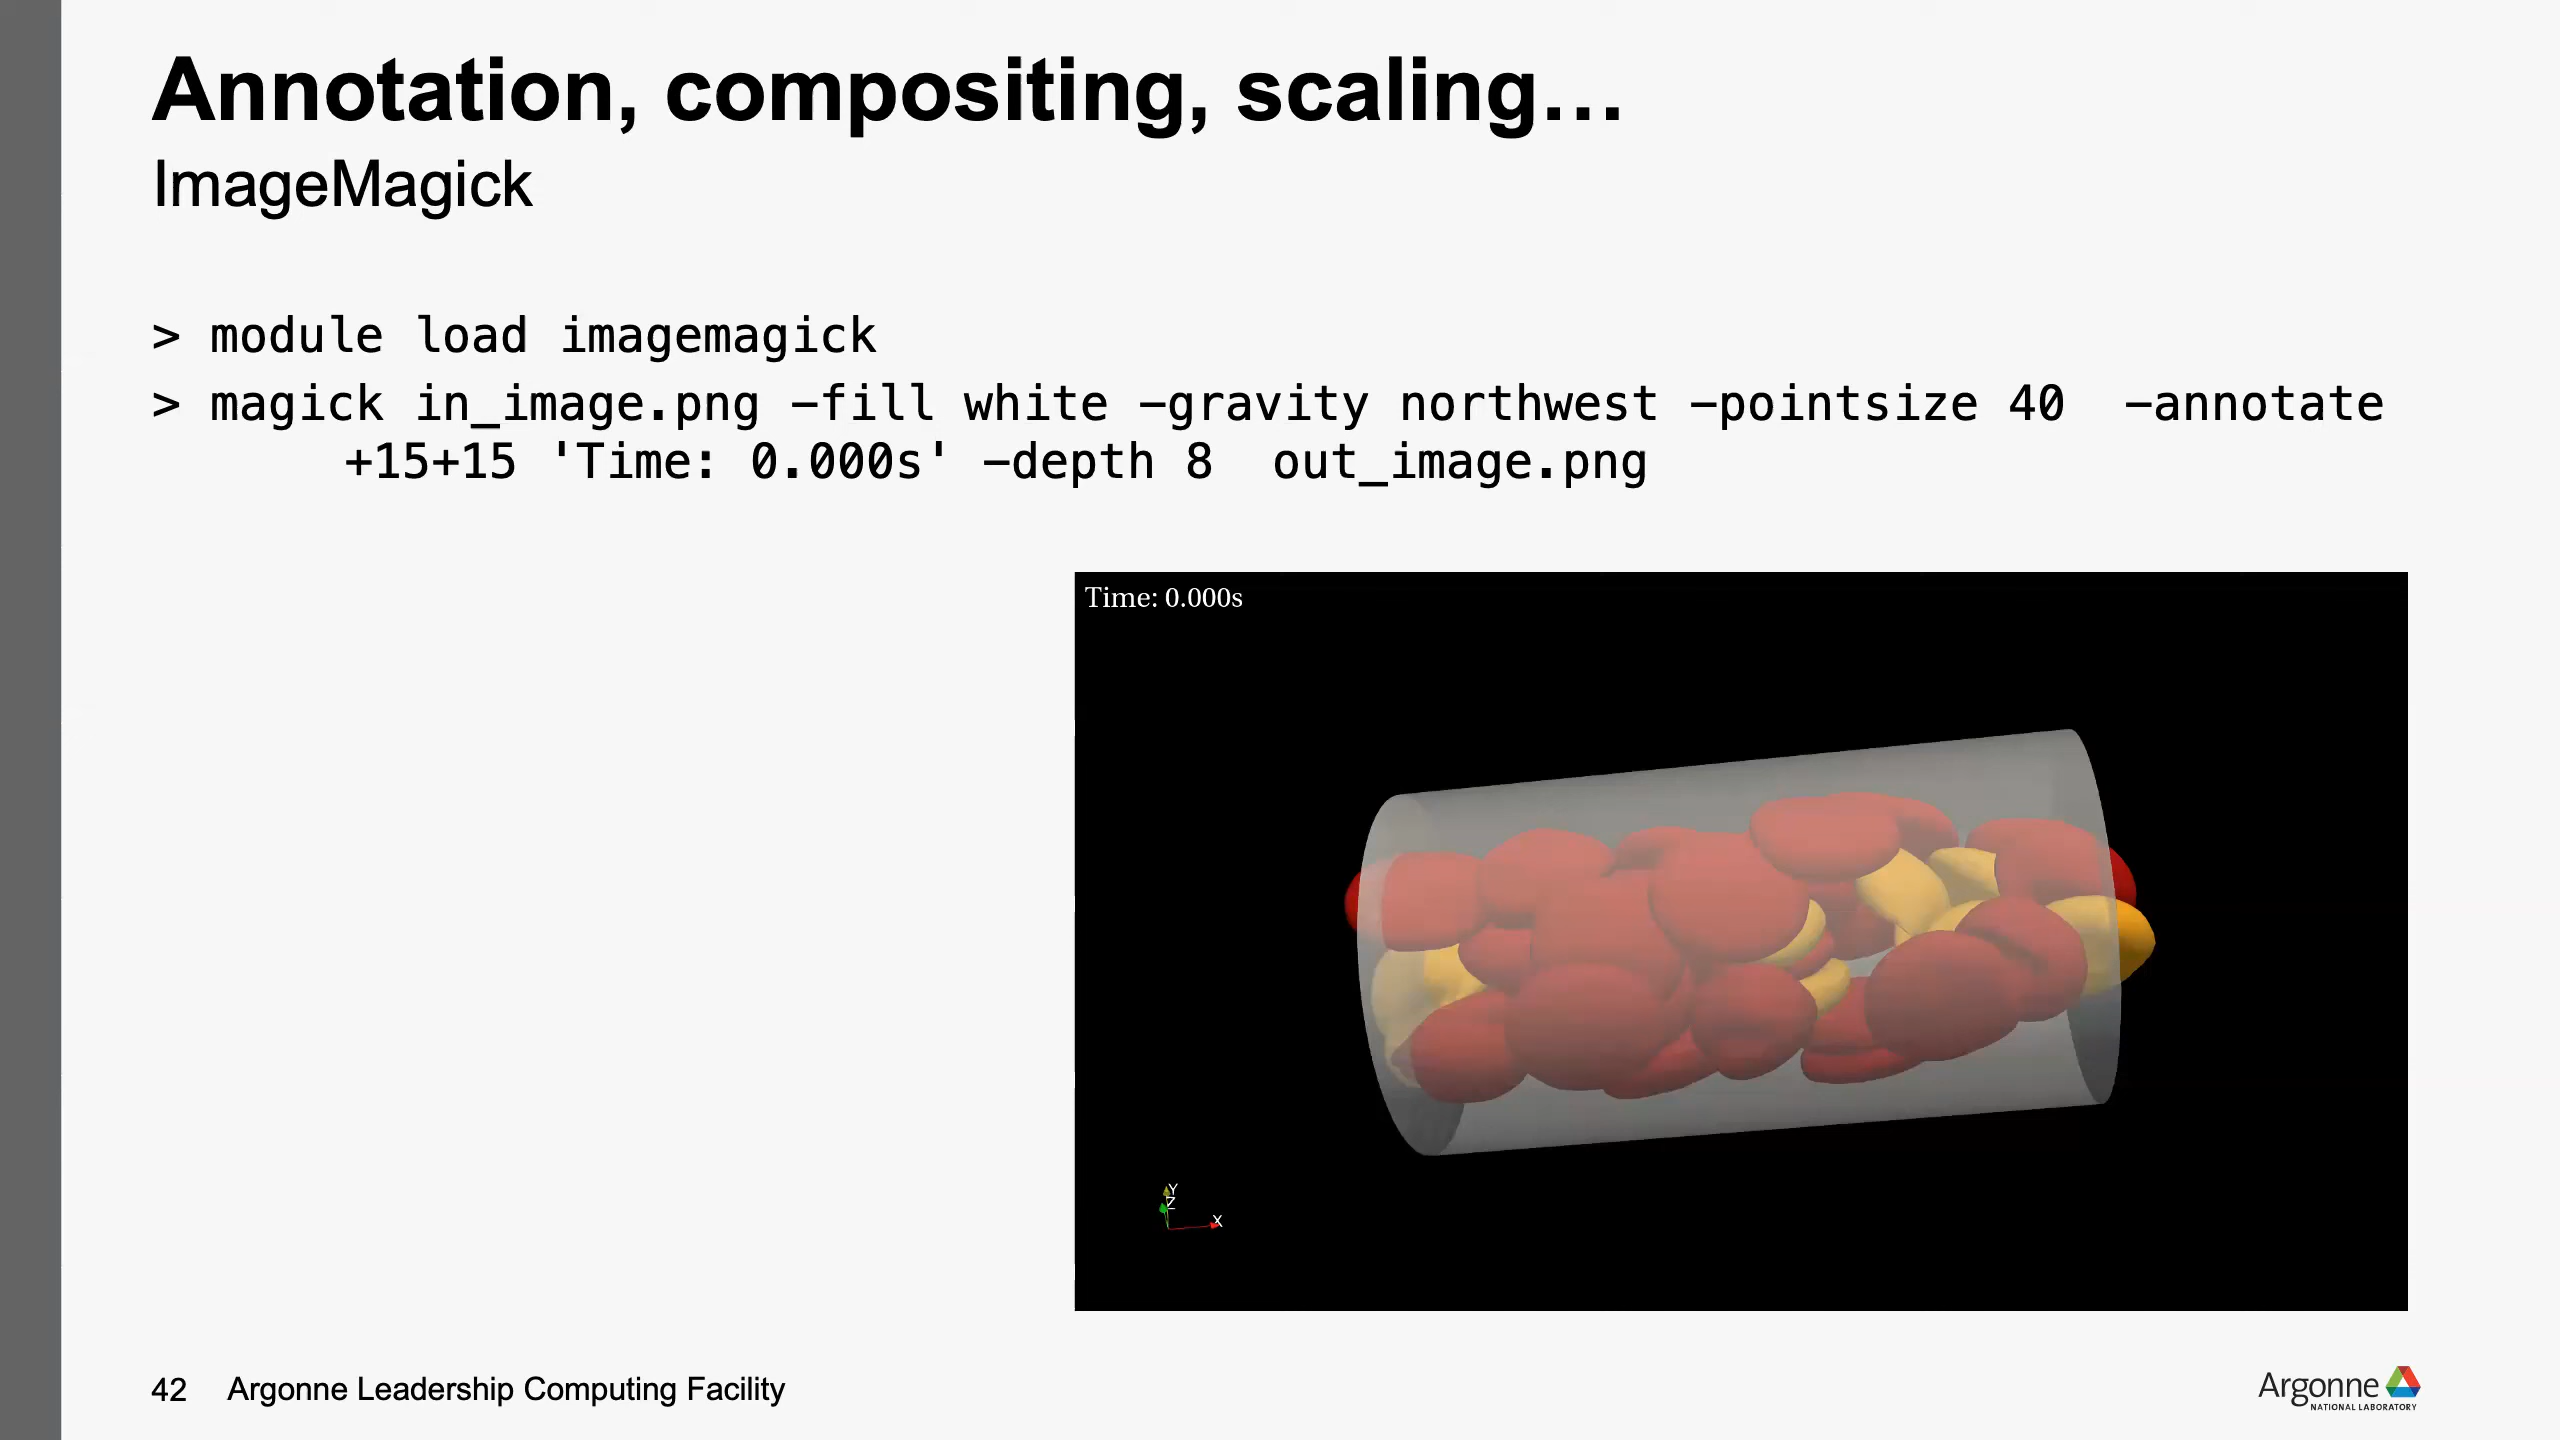 Annotation, compositing, scaling…
ImageMagick
> module load imagemagick
> magick in_image.png –fill white –gravity northwest –pointsize 40  –annotate
+15+15 'Time: 0.000s' –depth 8  out_image.png
Time: 0.000s
Y
Z
X
42 Argonne Leadership Computing Facility
Argonne
NATIONAL LABORATORY